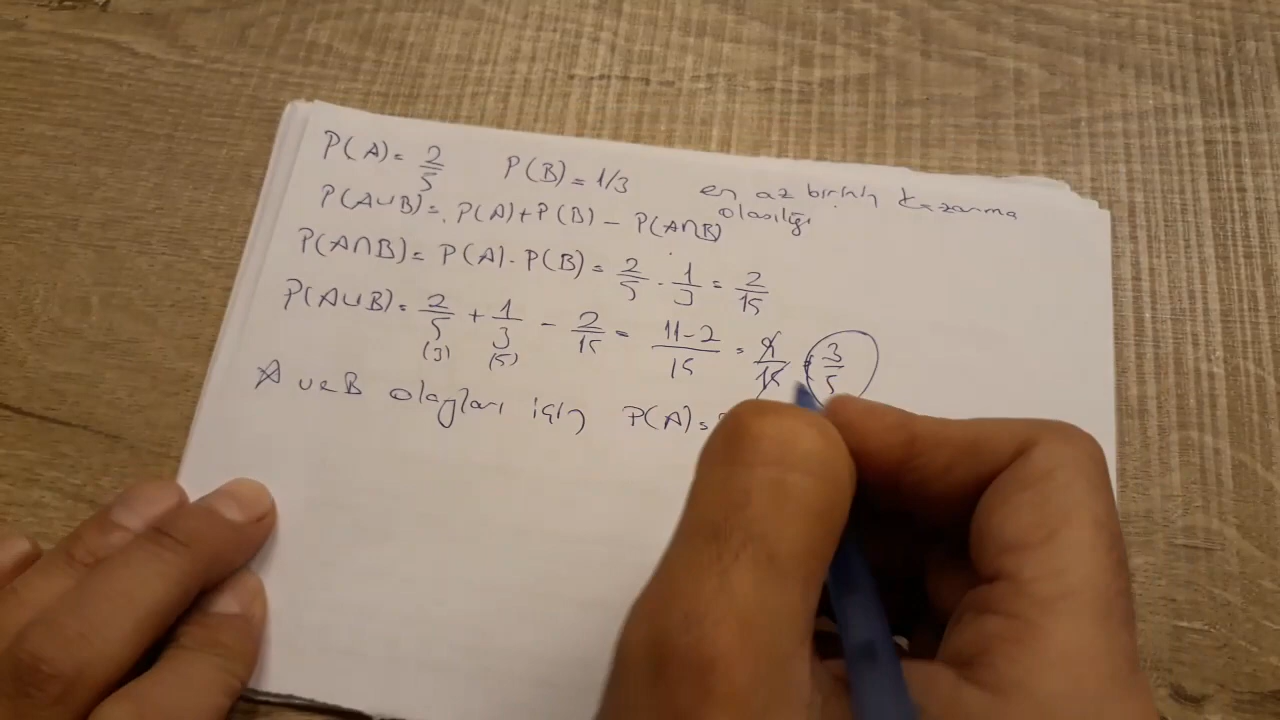 P(A) = 2/5 P(B) = 1/3 en az birinin kazanma olasılığı
P(A∪B) = P(A) + P(B) - P(A∩B)
P(A∩B) = P(A) . P(B) = 2/5 . 1/3 = 2/15
P(A∪B) = 2/5 + 1/3 - 2/15 = 11-2/15 = 9/15 = 3/5
(3) (5)
A ve B olayları için P(A) =